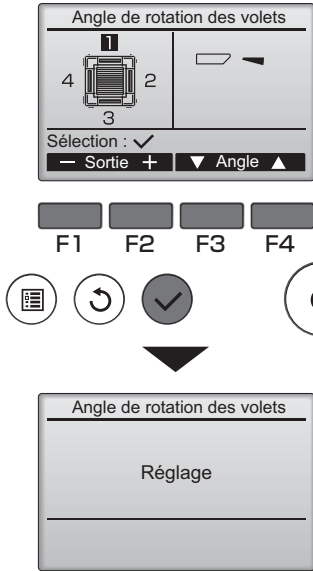 Angle de rotation des volets
1
4 2
3
Sélection : ✓
— Sortie + ▼ Angle ▲
F1 F2 F3 F4
Angle de rotation des volets
Réglage